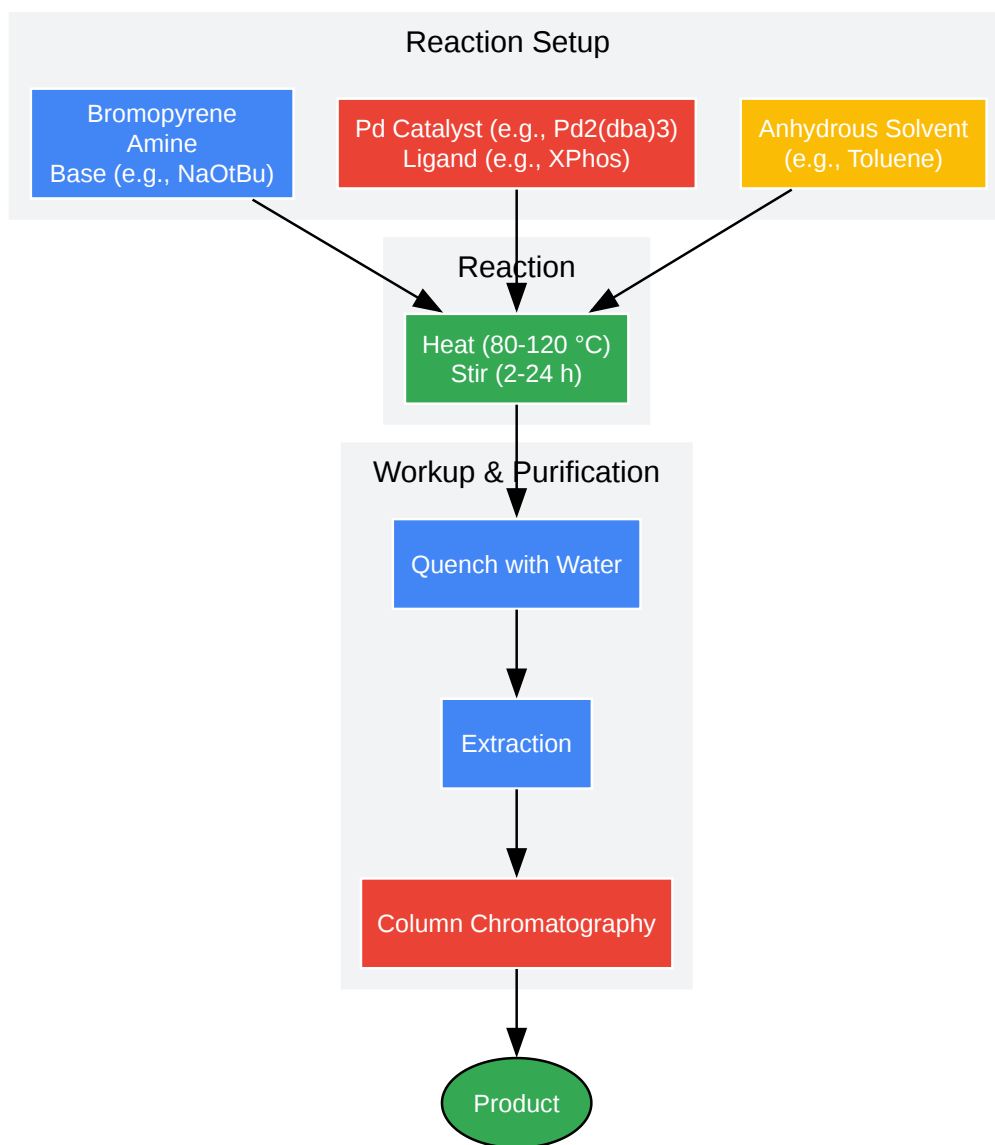 Reaction Setup
Bromopyrene
Amine
Base (e.g., NaOtBu)
Pd Catalyst (e.g., Pd2(dba)3)
Ligand (e.g., XPhos)
Anhydrous Solvent
(e.g., Toluene)
Reaction
Heat (80-120 °C)
Stir (2-24 h)
Workup & Purification
Quench with Water
Extraction
Column Chromatography
Product